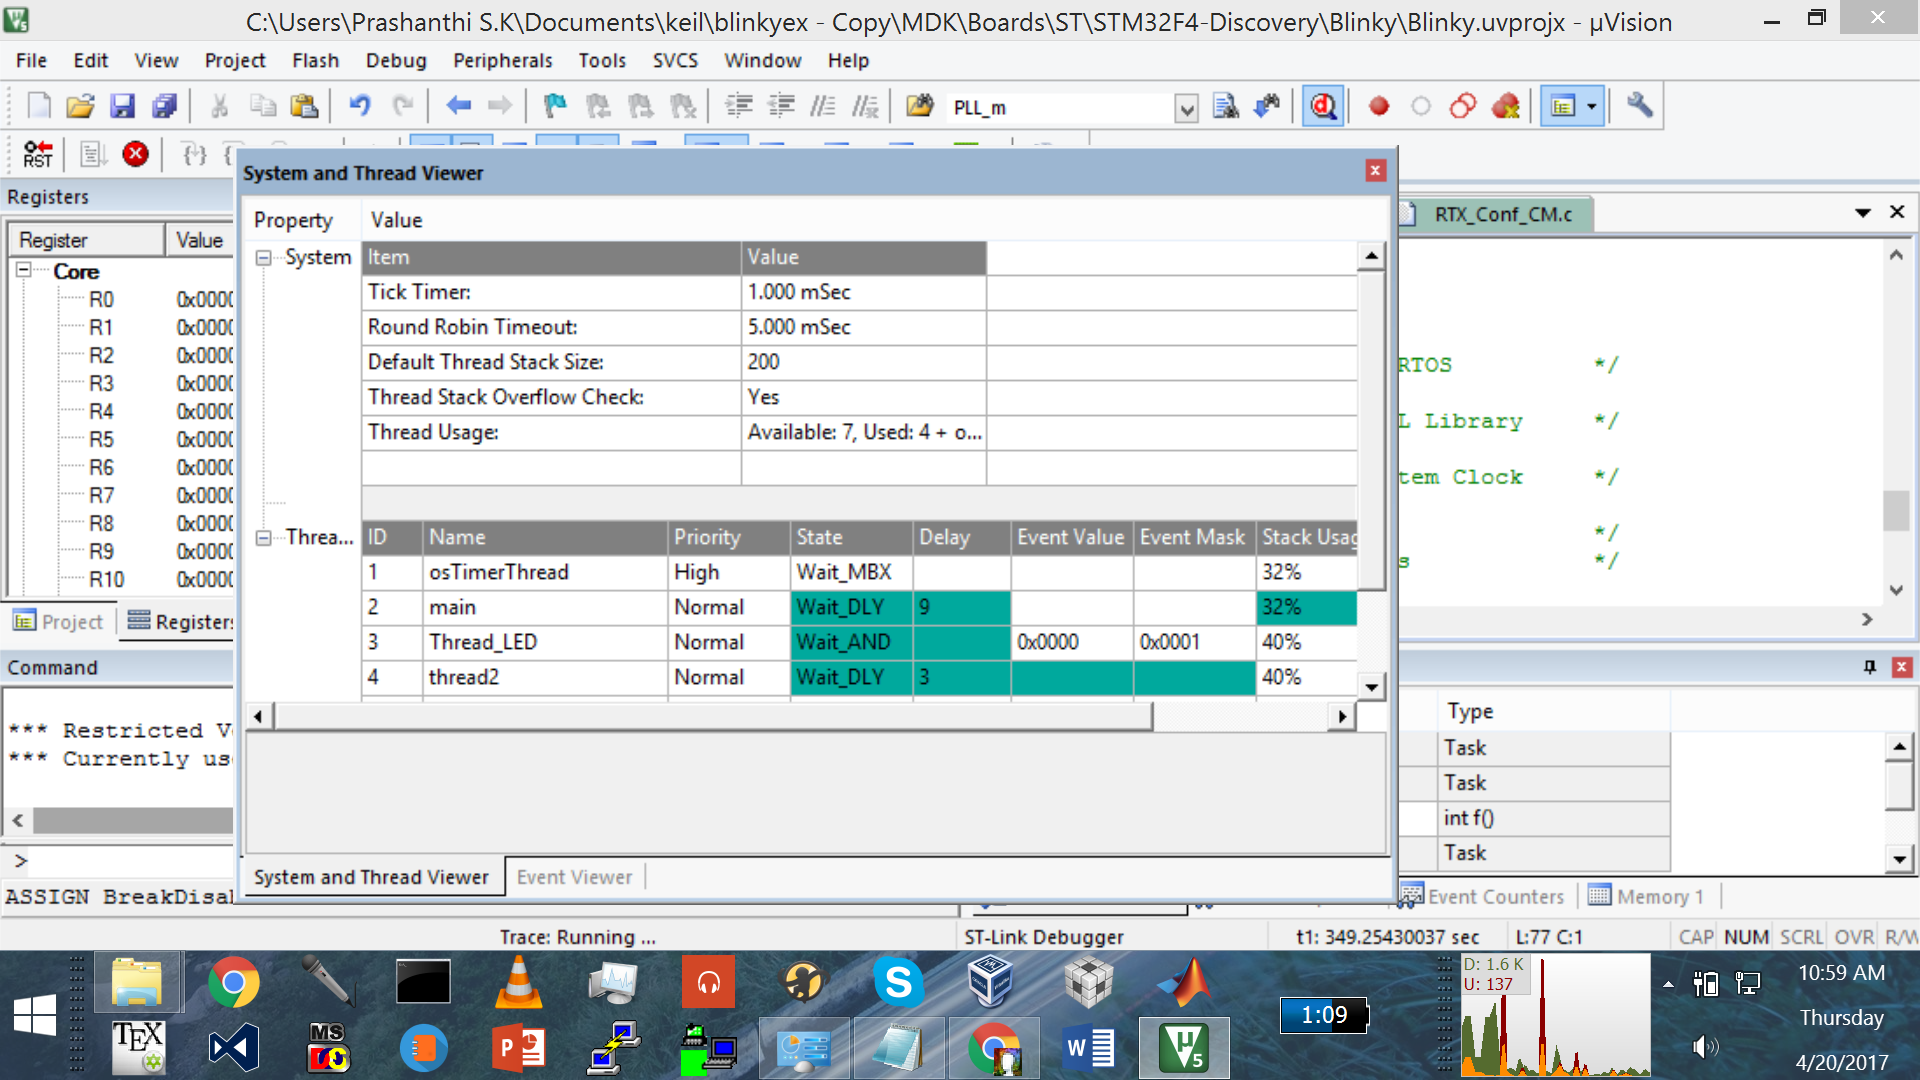 C:\Users\Prashanthi S.K\Documents\keil\blinkyex - Copy\MDK\Boards\ST\STM32F4-Discovery\Blinky\Blinky.uvprojx - µVision
File Edit View Project Flash Debug Peripherals Tools SVCS Window Help
PLL_m
RST
System and Thread Viewer
Registers
Property Value
RTX_Conf_CM.c
Register Value
System Item Value
Core
Tick Timer: 1.000 mSec
R0 0x0000
Round Robin Timeout: 5.000 mSec
R1 0x0000
Default Thread Stack Size: 200
R2 0x0000
RTOS */
Thread Stack Overflow Check: Yes
R3 0x0000
R4 0x0000
L Library */
Thread Usage: Available: 7, Used: 4 + o...
R5 0x0000
R6 0x0000
tem Clock */
R7 0x0000
R8 0x0000
Threa... ID Name Priority State Delay Event Value Event Mask Stack Usag
*/
R9 0x0000
s */
1 osTimerThread High Wait_MBX 32%
R10 0x0000
2 main Normal Wait_DLY 9 32%
Project Registers
3 Thread_LED Normal Wait_AND 0x0000 0x0001 40%
Command
4 thread2 Normal Wait_DLY 3 40%
Type
*** Restricted V
Task
*** Currently us
Task
int f()
Task
>
System and Thread Viewer Event Viewer
ASSIGN BreakDisa
Event Counters Memory 1
Trace: Running ... ST-Link Debugger t1: 349.25430037 sec L:77 C:1 CAP NUM SCRL OVR R/W
D: 1.6 K
U: 137
10:59 AM
1:09
Thursday
TEX
MS
DOS
4/20/2017